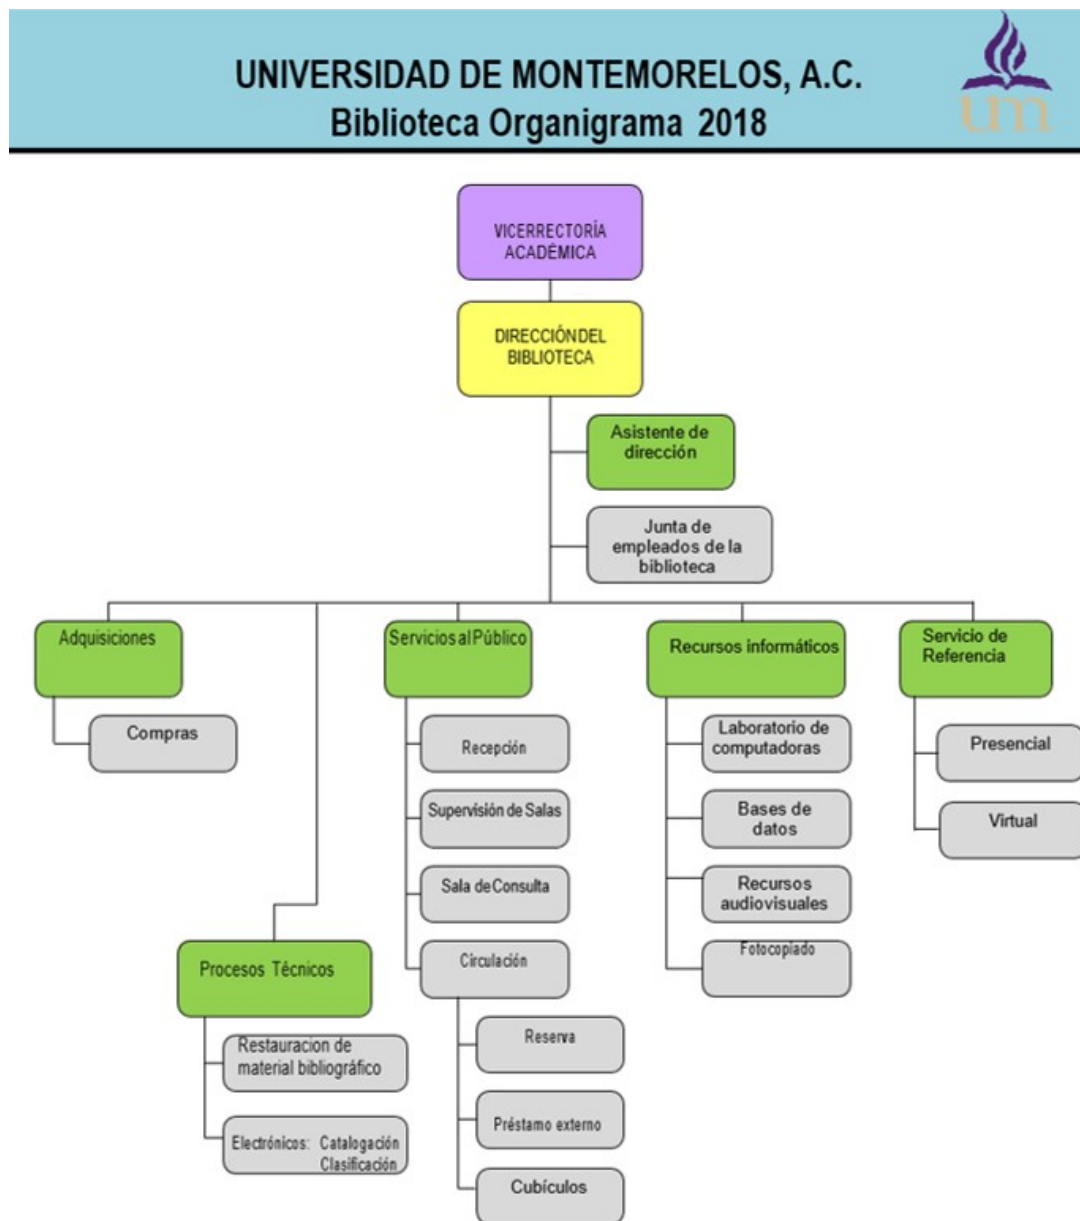 UNIVERSIDAD DE MONTEMORELOS, A.C.
Biblioteca Organigrama 2018
um
VICERRECTORÍA
ACADÉMICA
DIRECCIÓN DEL
BIBLIOTECA
Asistente de
dirección
Junta de
empleados de la
biblioteca
Adquisiciones
Compras
Procesos Técnicos
Restauracion de
material bibliográfico
Electrónicos: Catalogación
Clasificación
Servicios al Público
Recepción
Supervisión de Salas
Sala de Consulta
Circulación
Reserva
Préstamo externo
Cubículos
Recursos informáticos
Laboratorio de
computadoras
Bases de
datos
Recursos
audiovisuales
Fotocopiado
Servicio de
Referencia
Presencial
Virtual